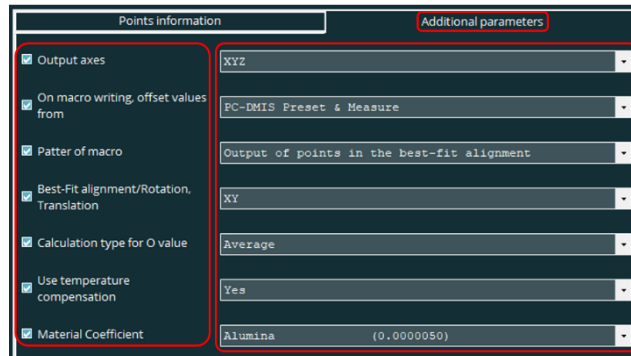 Points information
Additional parameters
Output axes
XYZ
On macro writing, offset values
from
PC-DMIS Preset & Measure
Patter of macro
Output of points in the best-fit alignment
Best-Fit alignment/Rotation,
Translation
XY
Calculation type for O value
Average
Use temperature
compensation
Yes
Material Coefficient
Alumina (0.0000050)